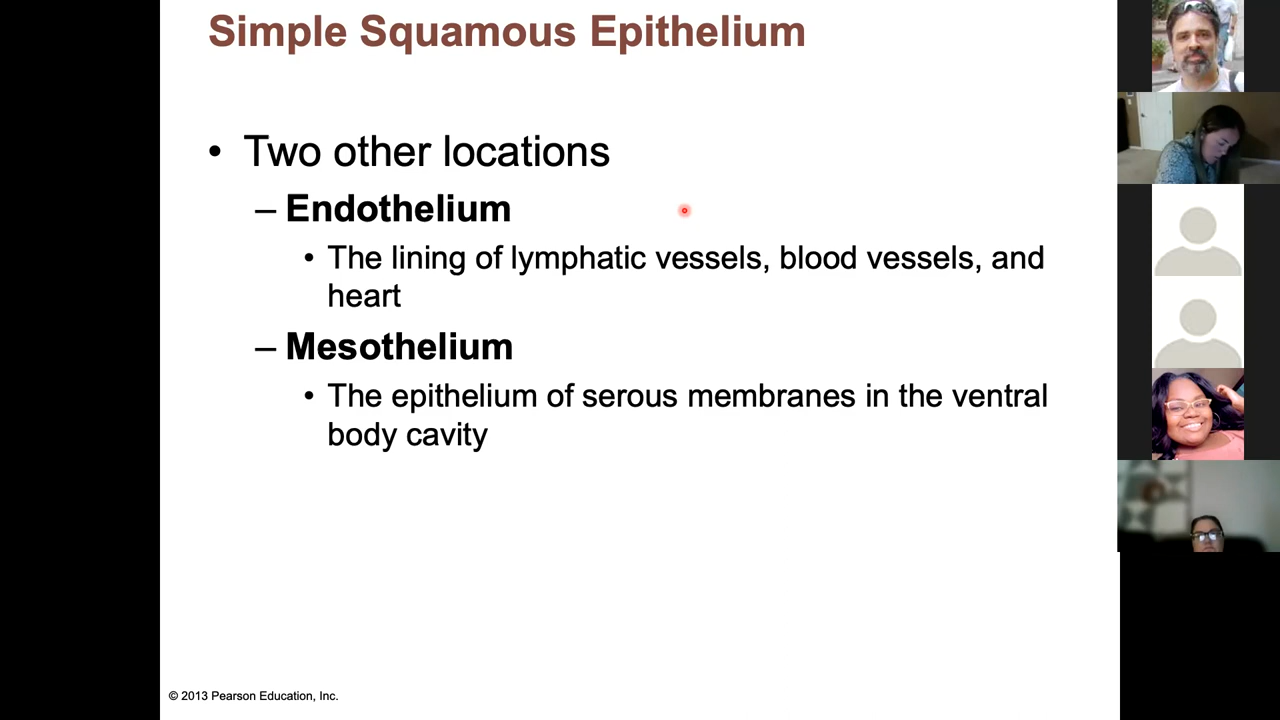 Simple Squamous Epithelium
• Two other locations
– Endothelium
• The lining of lymphatic vessels, blood vessels, and
heart
– Mesothelium
• The epithelium of serous membranes in the ventral
body cavity
© 2013 Pearson Education, Inc.